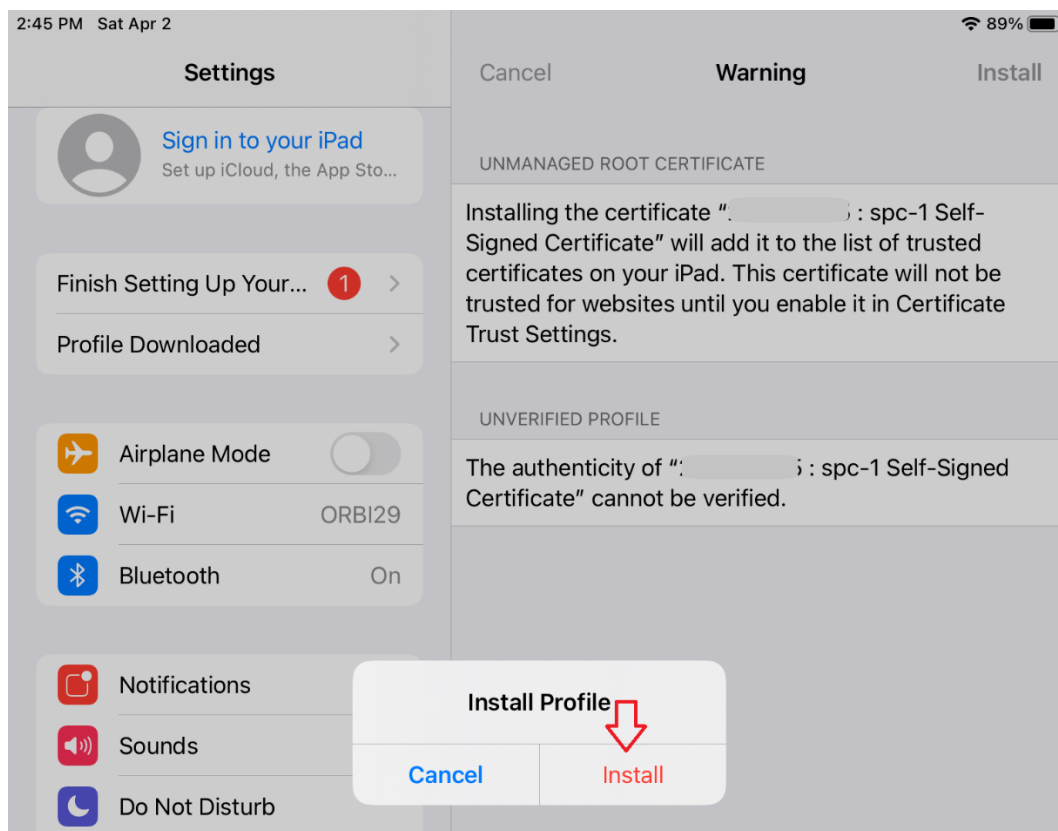 2:45 PM Sat Apr 2
89%
Settings
Sign in to your iPad
Set up iCloud, the App Sto...
Finish Setting Up Your... 1
Profile Downloaded
Airplane Mode
Wi-Fi ORBI29
Bluetooth On
Notifications
Sounds
Do Not Disturb
Cancel Warning Install
UNMANAGED ROOT CERTIFICATE
Installing the certificate “ : spc-1 Self-
Signed Certificate” will add it to the list of trusted
certificates on your iPad. This certificate will not be
trusted for websites until you enable it in Certificate
Trust Settings.
UNVERIFIED PROFILE
The authenticity of “ : spc-1 Self-Signed
Certificate” cannot be verified.
Install Profile
Cancel Install